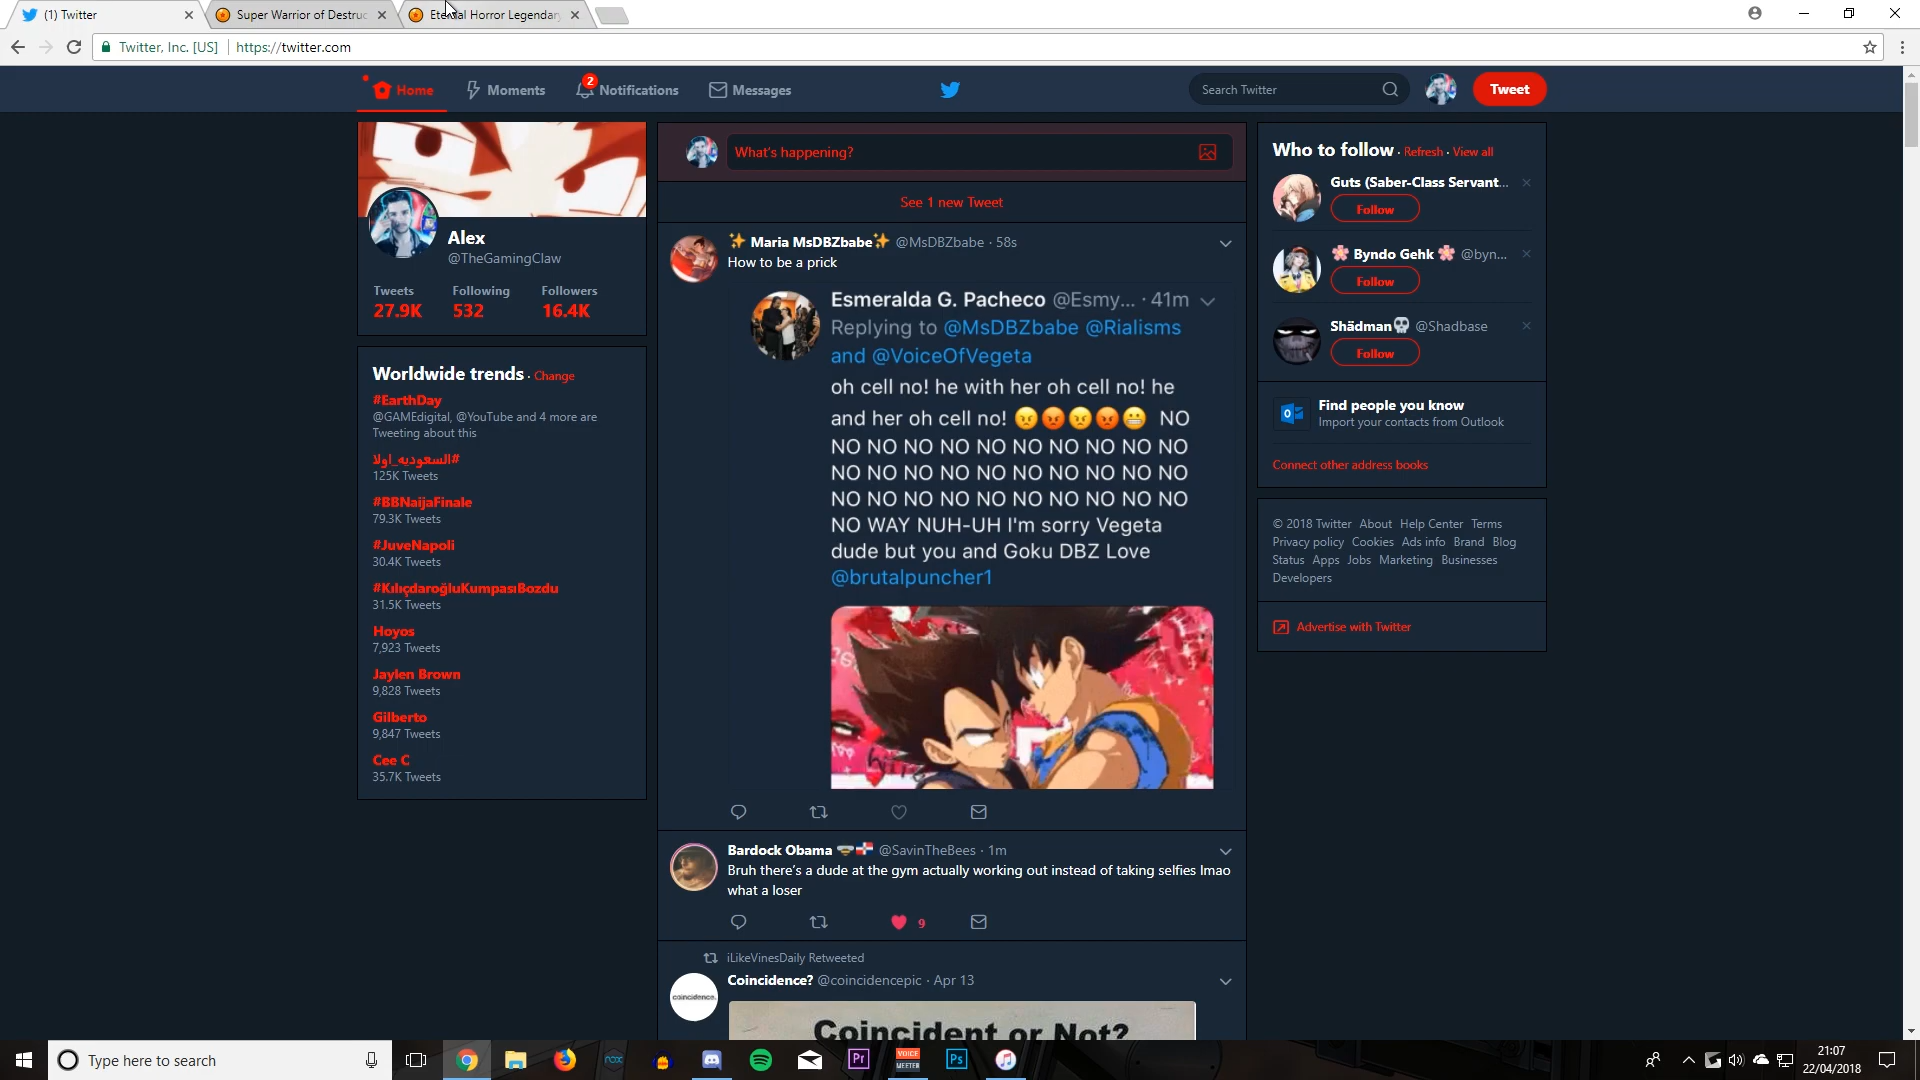 (1) Twitter
Super Warrior of Destruc
Eternal Horror Legendary
Twitter, Inc. [US] https://twitter.com
Home Moments 2 Notifications Messages Search Twitter Tweet
Alex
@TheGamingClaw
Tweets Following Followers
27.9K 532 16.4K
Worldwide trends · Change
#EarthDay
@GAMEdigital, @YouTube and 4 more are
Tweeting about this
#السعوديه_اولا
125K Tweets
#BBNaijaFinale
79.3K Tweets
#JuveNapoli
30.4K Tweets
#KılıçdaroğluKumpasıBozdu
31.5K Tweets
Hoyos
7,923 Tweets
Jaylen Brown
9,828 Tweets
Gilberto
9,847 Tweets
Cee C
35.7K Tweets
What's happening?
See 1 new Tweet
✨ Maria MsDBZbabe✨ @MsDBZbabe · 58s
How to be a prick
Esmeralda G. Pacheco @Esmy... · 41m
Replying to @MsDBZbabe @Rialisms
and @VoiceOfVegeta
oh cell no! he with her oh cell no! he
and her oh cell no! 😠😡😠😡😬 NO
NO NO NO NO NO NO NO NO NO NO
NO NO NO NO NO NO NO NO NO NO
NO NO NO NO NO NO NO NO NO NO
NO WAY NUH-UH I'm sorry Vegeta
dude but you and Goku DBZ Love
@brutalpuncher1
Bardock Obama 🐝🇩🇴 @SavinTheBees · 1m
Bruh there's a dude at the gym actually working out instead of taking selfies lmao
what a loser
9
iLikeVinesDaily Retweeted
Coincidence? @coincidencepic · Apr 13
coincidence.
Coincident or Not?
Who to follow · Refresh · View all
Guts (Saber-Class Servant...
Follow
🌸 Byndo Gehk 🌸 @byn...
Follow
Shädman💀 @Shadbase
Follow
Find people you know
Import your contacts from Outlook
Connect other address books
© 2018 Twitter About Help Center Terms
Privacy policy Cookies Ads info Brand Blog
Status Apps Jobs Marketing Businesses
Developers
Advertise with Twitter
Type here to search
nox
Pr
VOICE
MEETER
Ps
21:07
22/04/2018